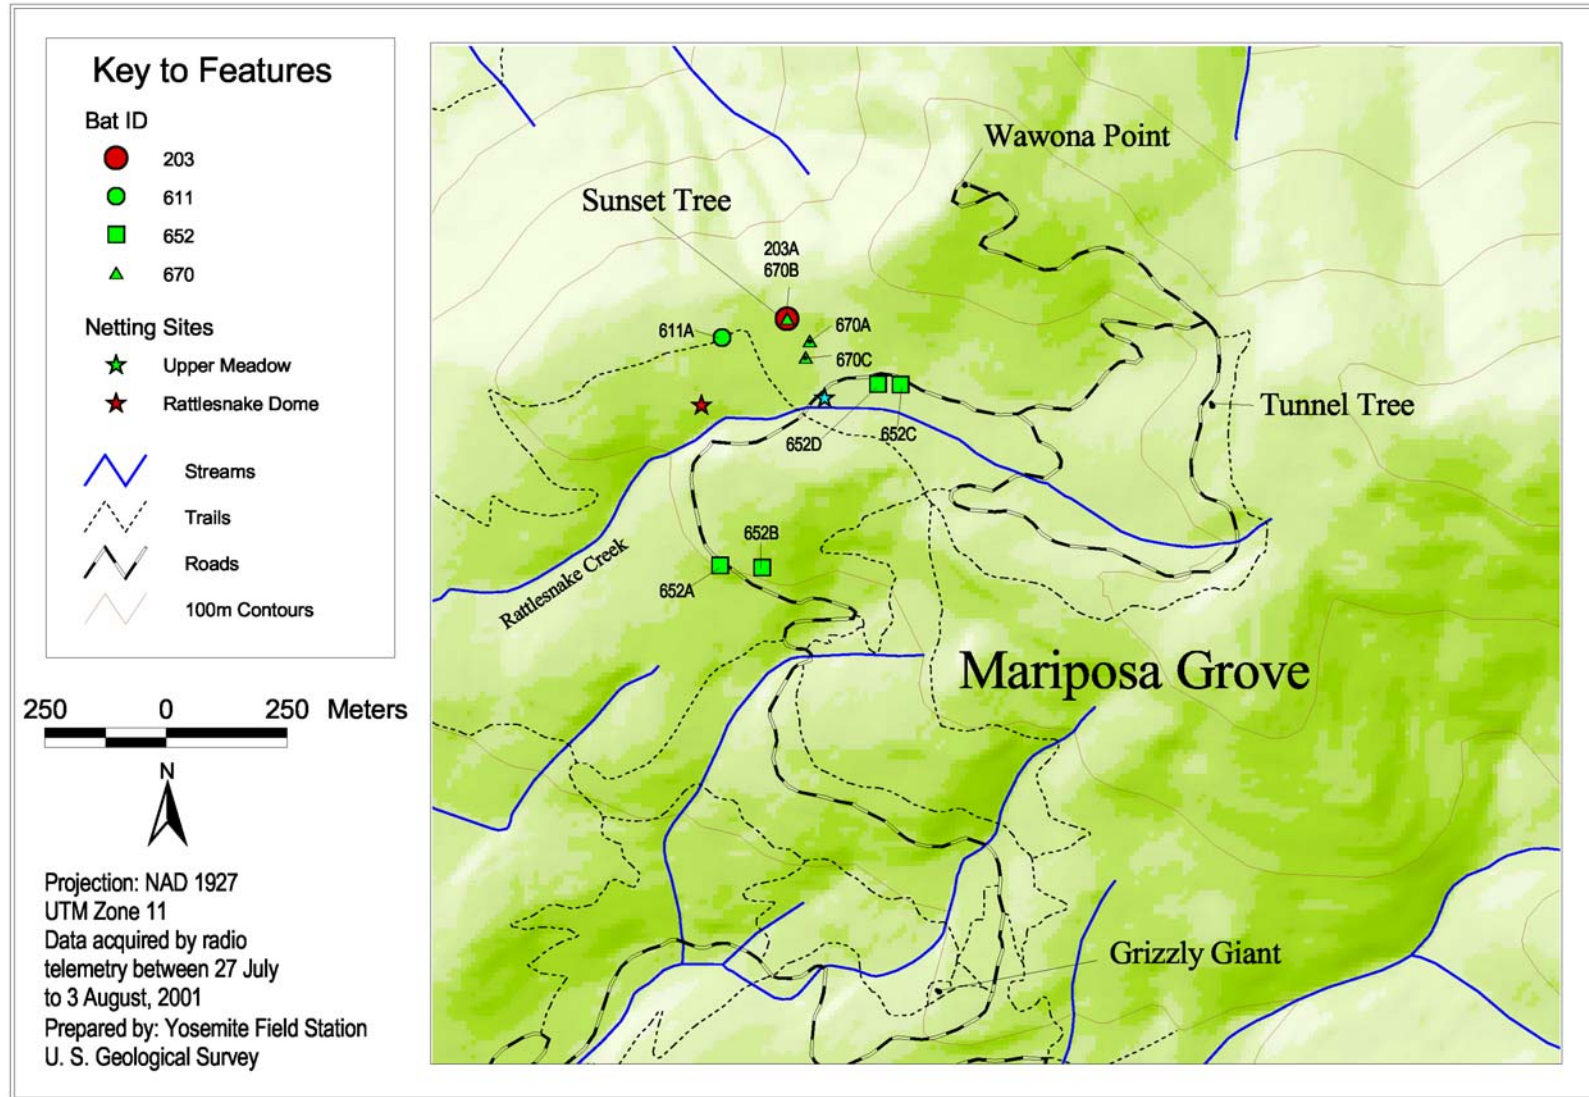 Key to Features
Bat ID
203
611
652
670
Netting Sites
Upper Meadow
Rattlesnake Dome
Streams
Trails
Roads
100m Contours
250 0 250 Meters
N
Projection: NAD 1927
UTM Zone 11
Data acquired by radio
telemetry between 27 July
to 3 August, 2001
Prepared by: Yosemite Field Station
U. S. Geological Survey
Wawona Point
Sunset Tree
203A
670B
611A
670A
670C
Tunnel Tree
652D
652C
652B
652A
Rattlesnake Creek
Mariposa Grove
Grizzly Giant